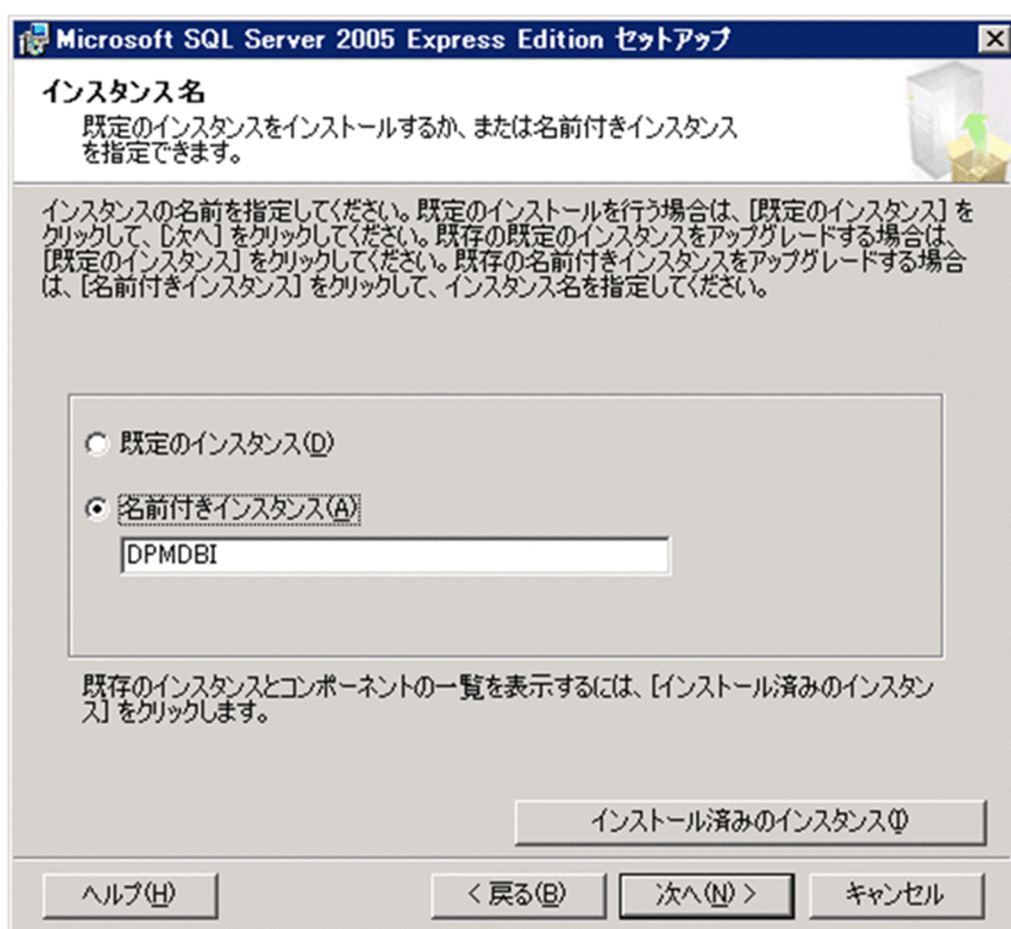 Microsoft SQL Server 2005 Express Edition セットアップ
インスタンス名
既定のインスタンスをインストールするか、または名前付きインスタンス
を指定できます。
インスタンスの名前を指定してください。既定のインストールを行う場合は、[既定のインスタンス] を
クリックして、[次へ] をクリックしてください。既存の既定のインスタンスをアップグレードする場合は、
[既定のインスタンス] をクリックしてください。既存の名前付きインスタンスをアップグレードする場合
は、[名前付きインスタンス] をクリックして、インスタンス名を指定してください。
既定のインスタンス(D)
名前付きインスタンス(A)
DPMDBI
既存のインスタンスとコンポーネントの一覧を表示するには、[インストール済みのインスタン
ス] をクリックします。
インストール済みのインスタンス(I)
ヘルプ(H)
< 戻る(B)
次へ(N) >
キャンセル